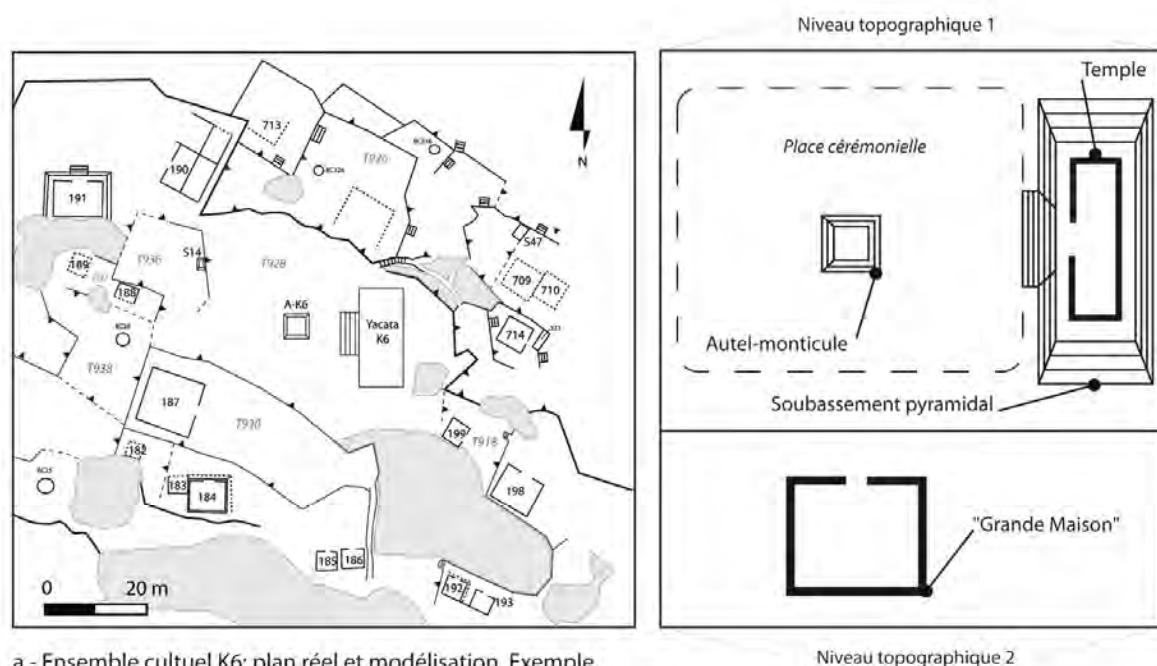 Niveau topographique 1
713
T926
N
190
191
S14
T936
T928
189
188
S47
709
710
A-K6
Yacata
K6
714
T938
187
T930
199
T918
182
183
184
198
185
186
192
193
0
20 m
Temple
Place cérémonielle
Autel-monticule
Soubassement pyramidal
"Grande Maison"
Niveau topographique 2
a - Ensemble cultuel K6: plan réel et modélisation. Exemple